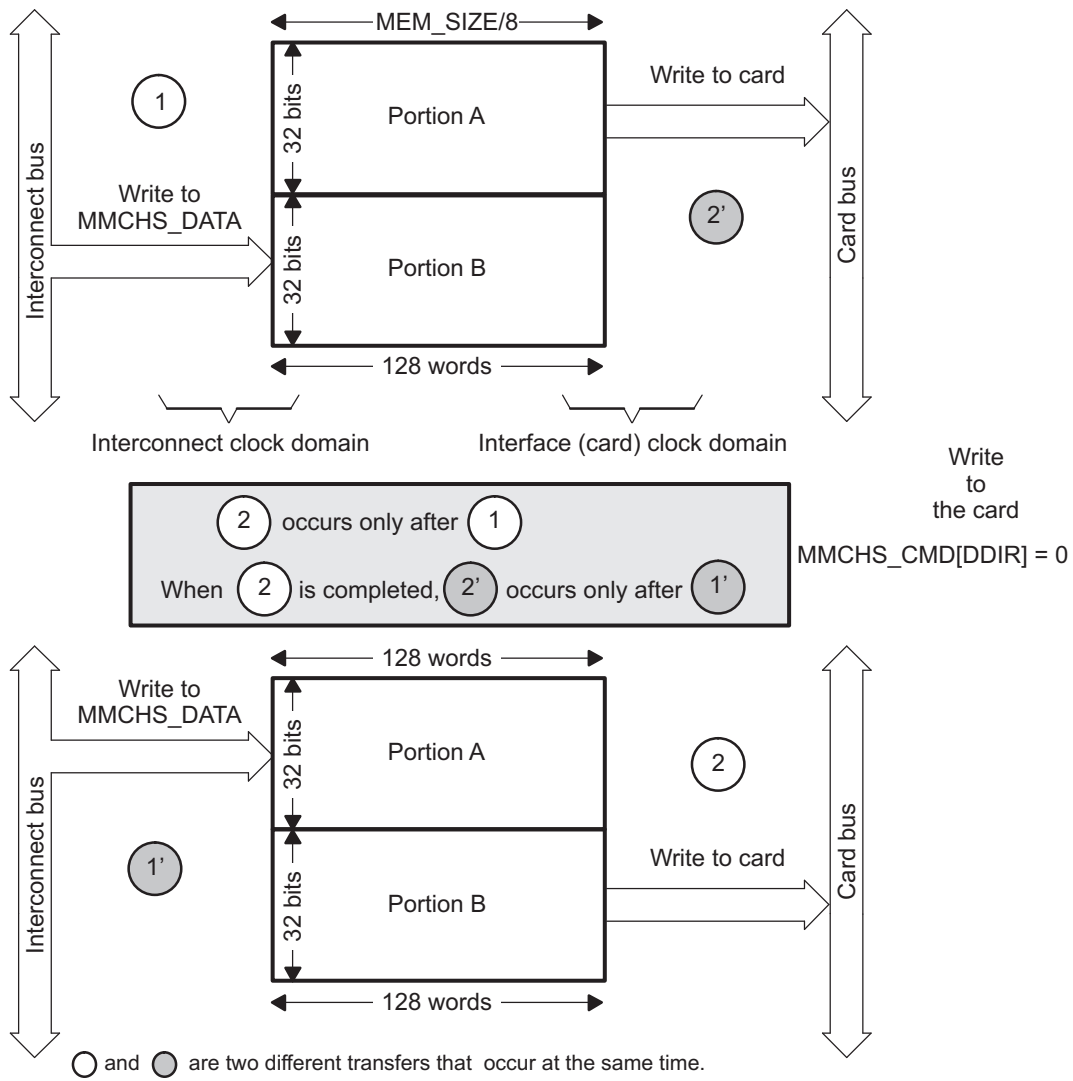 MEM_SIZE/8
Interconnect bus
1
Write to
MMCHS_DATA
32 bits
Portion A
32 bits
Portion B
Write to card
2'
Card bus
128 words
Interconnect clock domain
Interface (card) clock domain
Write
to
the card
MMCHS_CMD[DDIR] = 0
2 occurs only after 1
When 2 is completed, 2' occurs only after 1'
128 words
Interconnect bus
Write to
MMCHS_DATA
1'
32 bits
Portion A
32 bits
Portion B
2
Write to card
Card bus
128 words
and are two different transfers that occur at the same time.